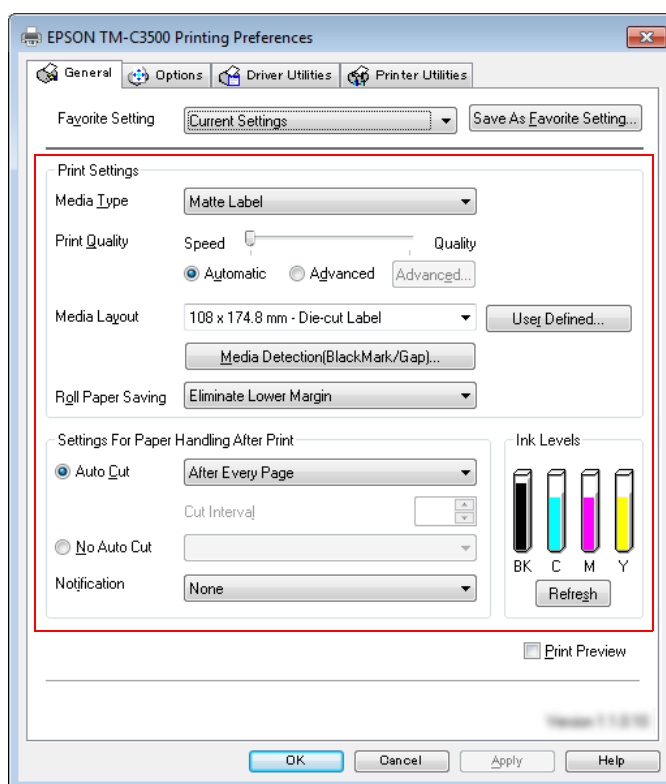 EPSON TM-C3500 Printing Preferences
General Options Driver Utilities Printer Utilities
Favorite Setting Current Settings Save As Favorite Setting...
Print Settings
Media Type Matte Label
Print Quality Speed Quality
Automatic Advanced Advanced...
Media Layout 108 x 174.8 mm - Die-cut Label User Defined...
Media Detection(BlackMark/Gap)...
Roll Paper Saving Eliminate Lower Margin
Settings For Paper Handling After Print
Auto Cut After Every Page
Cut Interval
No Auto Cut
Notification None
Ink Levels
BK C M Y
Refresh
Print Preview
OK Cancel Apply Help